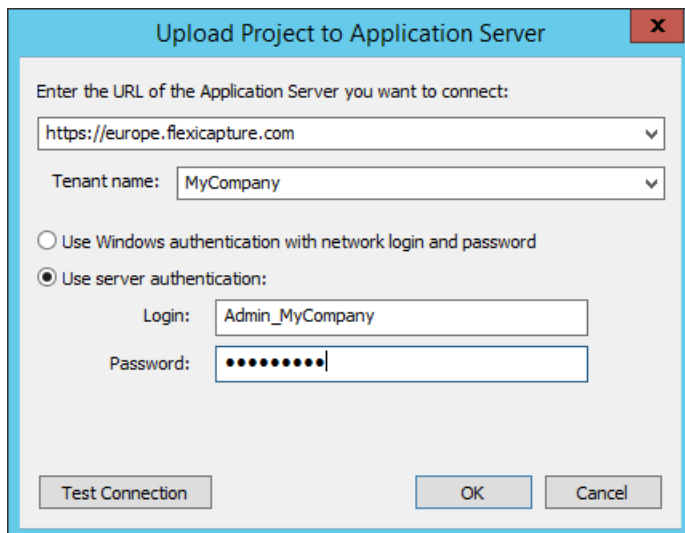 Upload Project to Application Server
x
Enter the URL of the Application Server you want to connect:
https://europe.flexicapture.com
Tenant name: MyCompany
Use Windows authentication with network login and password
Use server authentication:
Login: Admin_MyCompany
Password: •••••••••
Test Connection OK Cancel